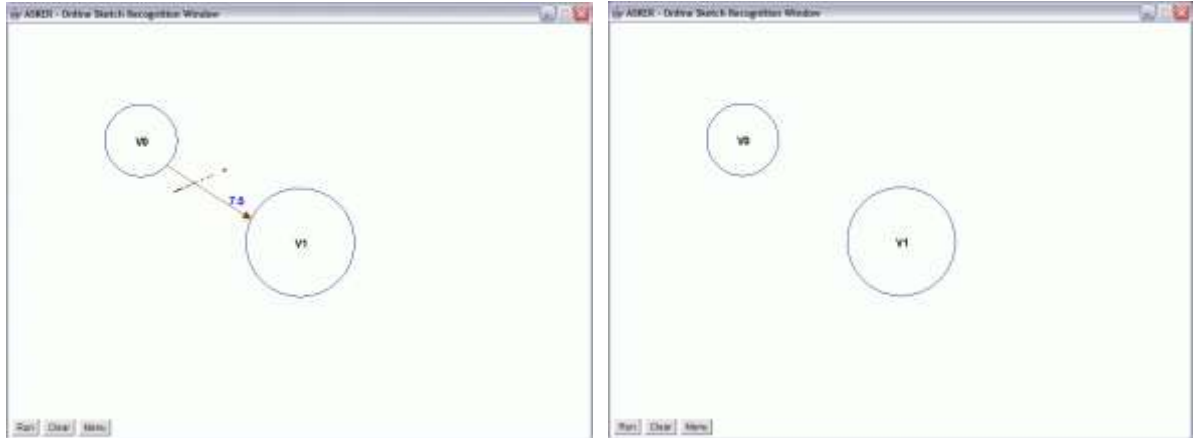 ASKER - Online Sketch Recognition Window
V0
7.5
V1
Run Clear Menu
ASKER - Online Sketch Recognition Window
V0
V1
Run Clear Menu